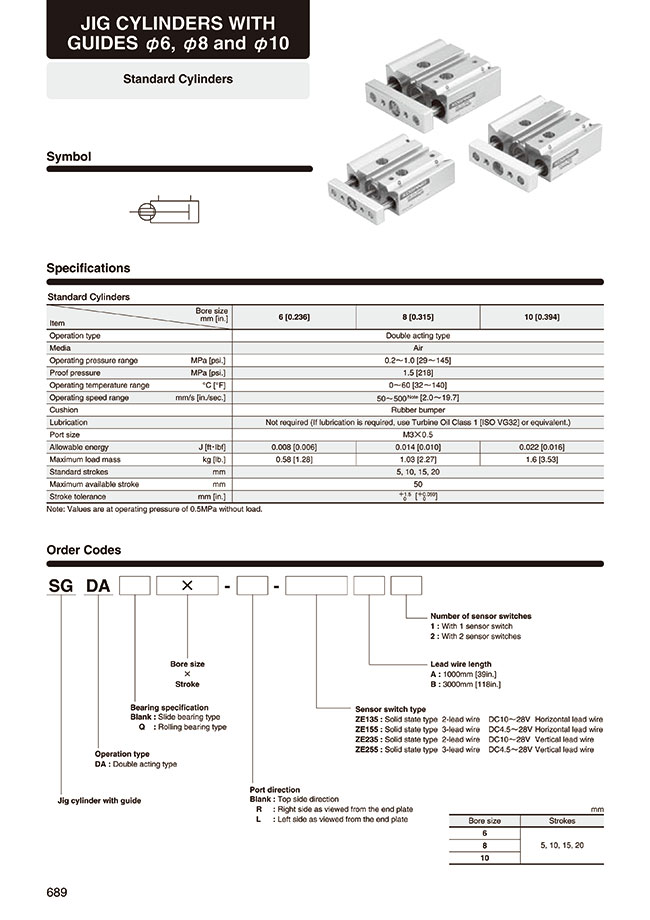 JIG CYLINDERS WITH
GUIDES φ6, φ8 and φ10
Standard Cylinders
Symbol
Specifications
Standard Cylinders
Item Bore size mm [in.] 6 [0.236] 8 [0.315] 10 [0.394]
Operation type Double acting type
Media Air
Operating pressure range MPa [psi.] 0.2～1.0 [29～145]
Proof pressure MPa [psi.] 1.5 [218]
Operating temperature range °C [°F] 0～60 [32～140]
Operating speed range mm/s [in./sec.] 50～500Note [2.0～19.7]
Cushion Rubber bumper
Lubrication Not required (If lubrication is required, use Turbine Oil Class 1 [ISO VG32] or equivalent.)
Port size M3×0.5
Allowable energy J [ft·lbf] 0.008 [0.006] 0.014 [0.010] 0.022 [0.016]
Maximum load mass kg [lb.] 0.58 [1.28] 1.03 [2.27] 1.6 [3.53]
Standard strokes mm 5, 10, 15, 20
Maximum available stroke mm 50
Stroke tolerance mm [in.] +1.5 0 [+0.059 0]
Note: Values are at operating pressure of 0.5MPa without load.
Order Codes
SG DA × - -
Number of sensor switches
1 : With 1 sensor switch
2 : With 2 sensor switches
Lead wire length
A : 1000mm [39in.]
B : 3000mm [118in.]
Bore size
×
Stroke
Bearing specification
Blank : Slide bearing type
Q : Rolling bearing type
Sensor switch type
ZE135 : Solid state type 2-lead wire DC10～28V Horizontal lead wire
ZE155 : Solid state type 3-lead wire DC4.5～28V Horizontal lead wire
ZE235 : Solid state type 2-lead wire DC10～28V Vertical lead wire
ZE255 : Solid state type 3-lead wire DC4.5～28V Vertical lead wire
Operation type
DA : Double acting type
Port direction
Blank : Top side direction
R : Right side as viewed from the end plate
L : Left side as viewed from the end plate
Jig cylinder with guide
mm
Bore size Strokes
6
8 5, 10, 15, 20
10
689